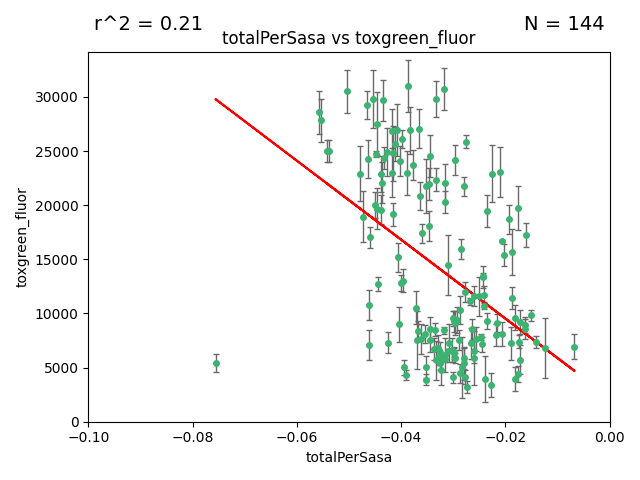 r^2 = 0.21
N = 144
totalPerSasa vs toxgreen_fluor
toxgreen_fluor
30000
25000
20000
15000
10000
5000
0
−0.10
−0.08
−0.06
−0.04
−0.02
0.00
totalPerSasa